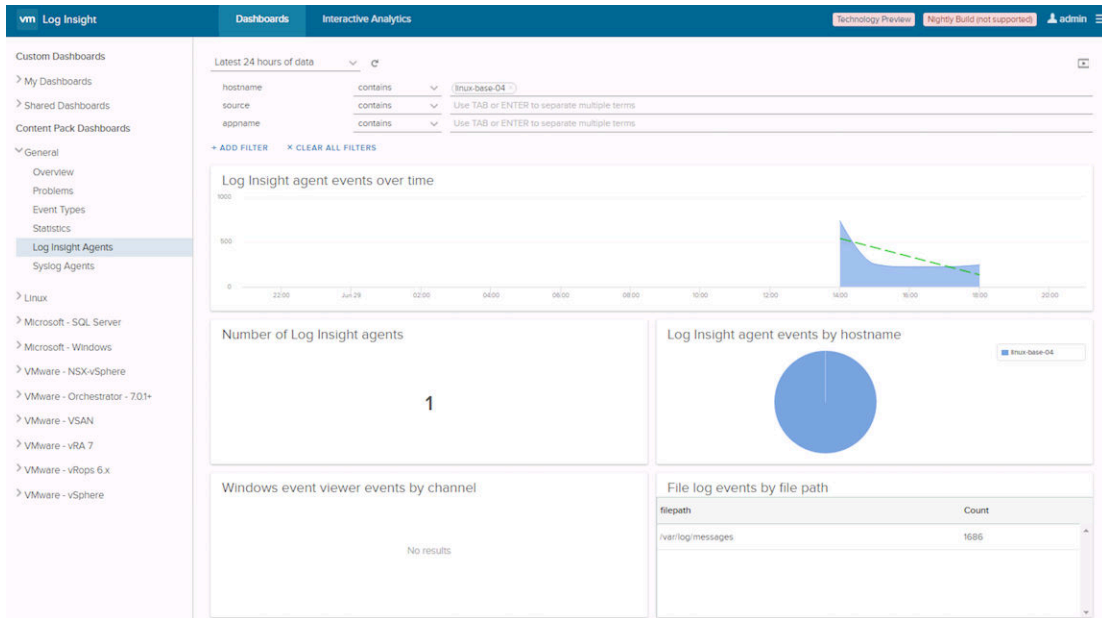 vm Log Insight Dashboards Interactive Analytics Technology Preview Nightly Build (not supported) admin
Custom Dashboards
My Dashboards
Shared Dashboards
Content Pack Dashboards
General
Overview
Problems
Event Types
Statistics
Log Insight Agents
Syslog Agents
Linux
Microsoft - SQL Server
Microsoft - Windows
VMware - NSX-vSphere
VMware - Orchestrator - 7.0.1+
VMware - VSAN
VMware - vRA 7
VMware - vRops 6.x
VMware - vSphere
Latest 24 hours of data
hostname contains linux-base-04
source contains Use TAB or ENTER to separate multiple terms
appname contains Use TAB or ENTER to separate multiple terms
+ ADD FILTER × CLEAR ALL FILTERS
Log Insight agent events over time
1000
500
0
22:00 Jun 28 02:00 04:00 06:00 08:00 10:00 12:00 14:00 16:00 18:00 20:00
Number of Log Insight agents
1
Log Insight agent events by hostname
linux-base-04
Windows event viewer events by channel
No results
File log events by file path
filepath Count
/var/log/messages 1686